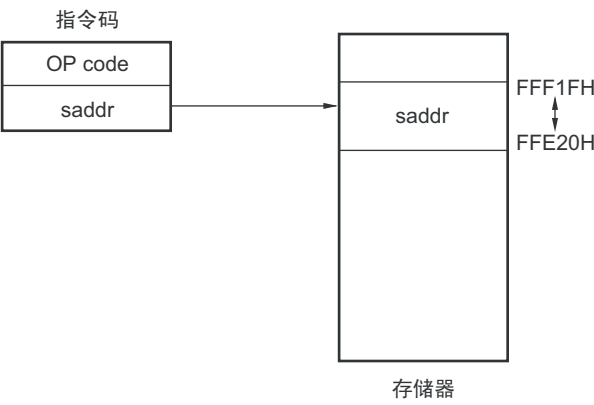 指令码
OP code
saddr
saddr
FFF1FH
FFE20H
存储器